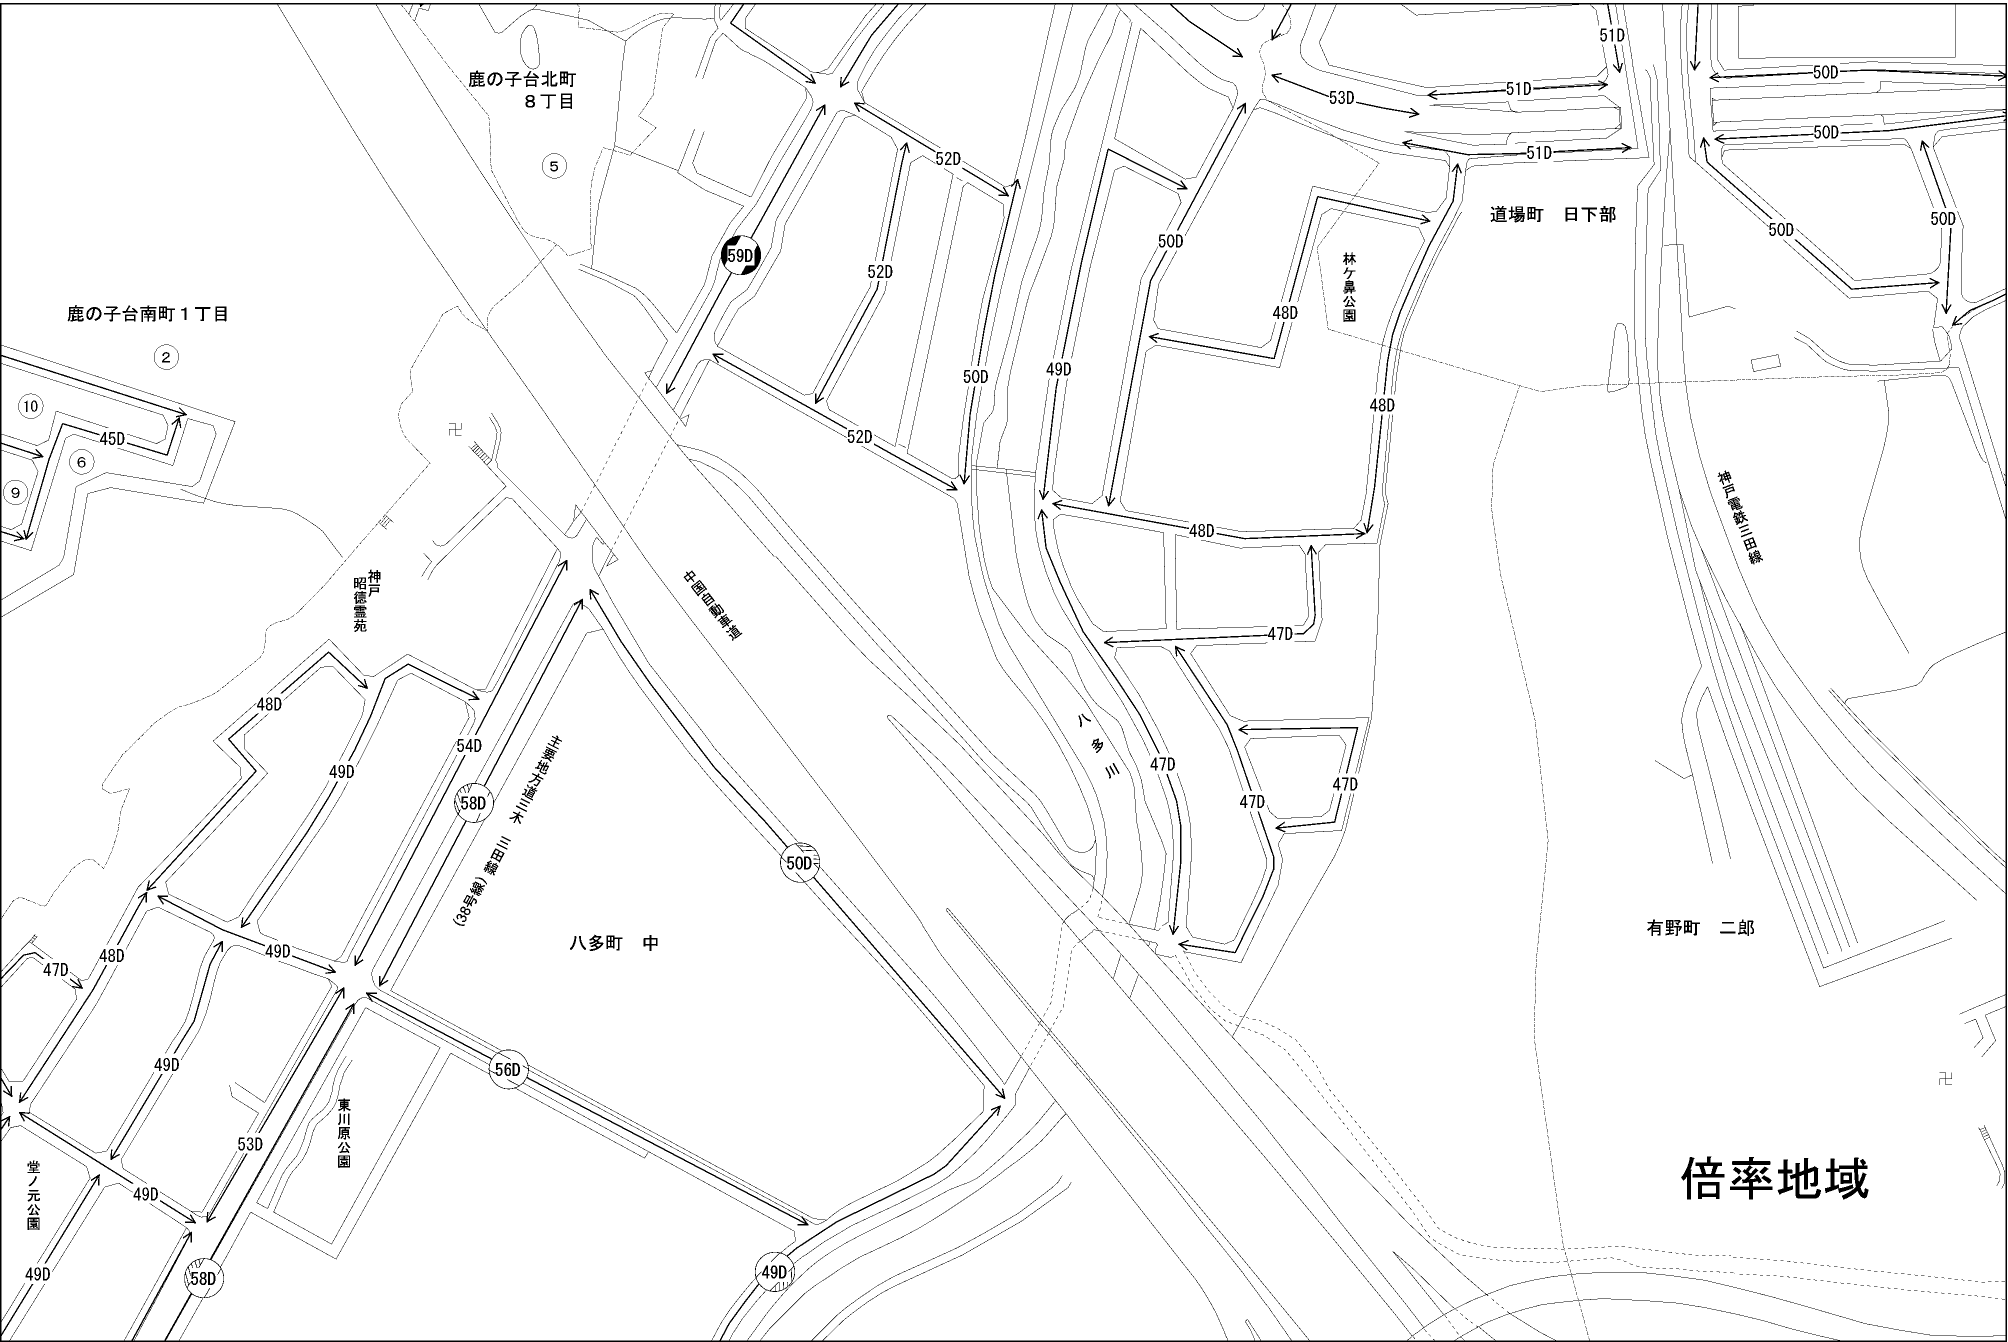 51D
50D
鹿の子台北町
８丁目
51D
53D
50D
51D
52D
⑤
道場町　日下部
50D
50D
50D
59D
林ケ鼻公園
52D
鹿の子台南町１丁目
48D
②
49D
50D
⑩
48D
45D
52D
⑥
⑨
神戸電鉄三田線
48D
神戸
昭徳霊苑
中国自動車道
47D
48D
八多川
54D
主要地方道三木
三田線（38号線）
49D
47D
47D
58D
47D
50D
有野町　二郎
八多町　中
49D
48D
47D
49D
56D
東川原公園
53D
堂ノ元公園
倍率地域
49D
49D
58D
49D